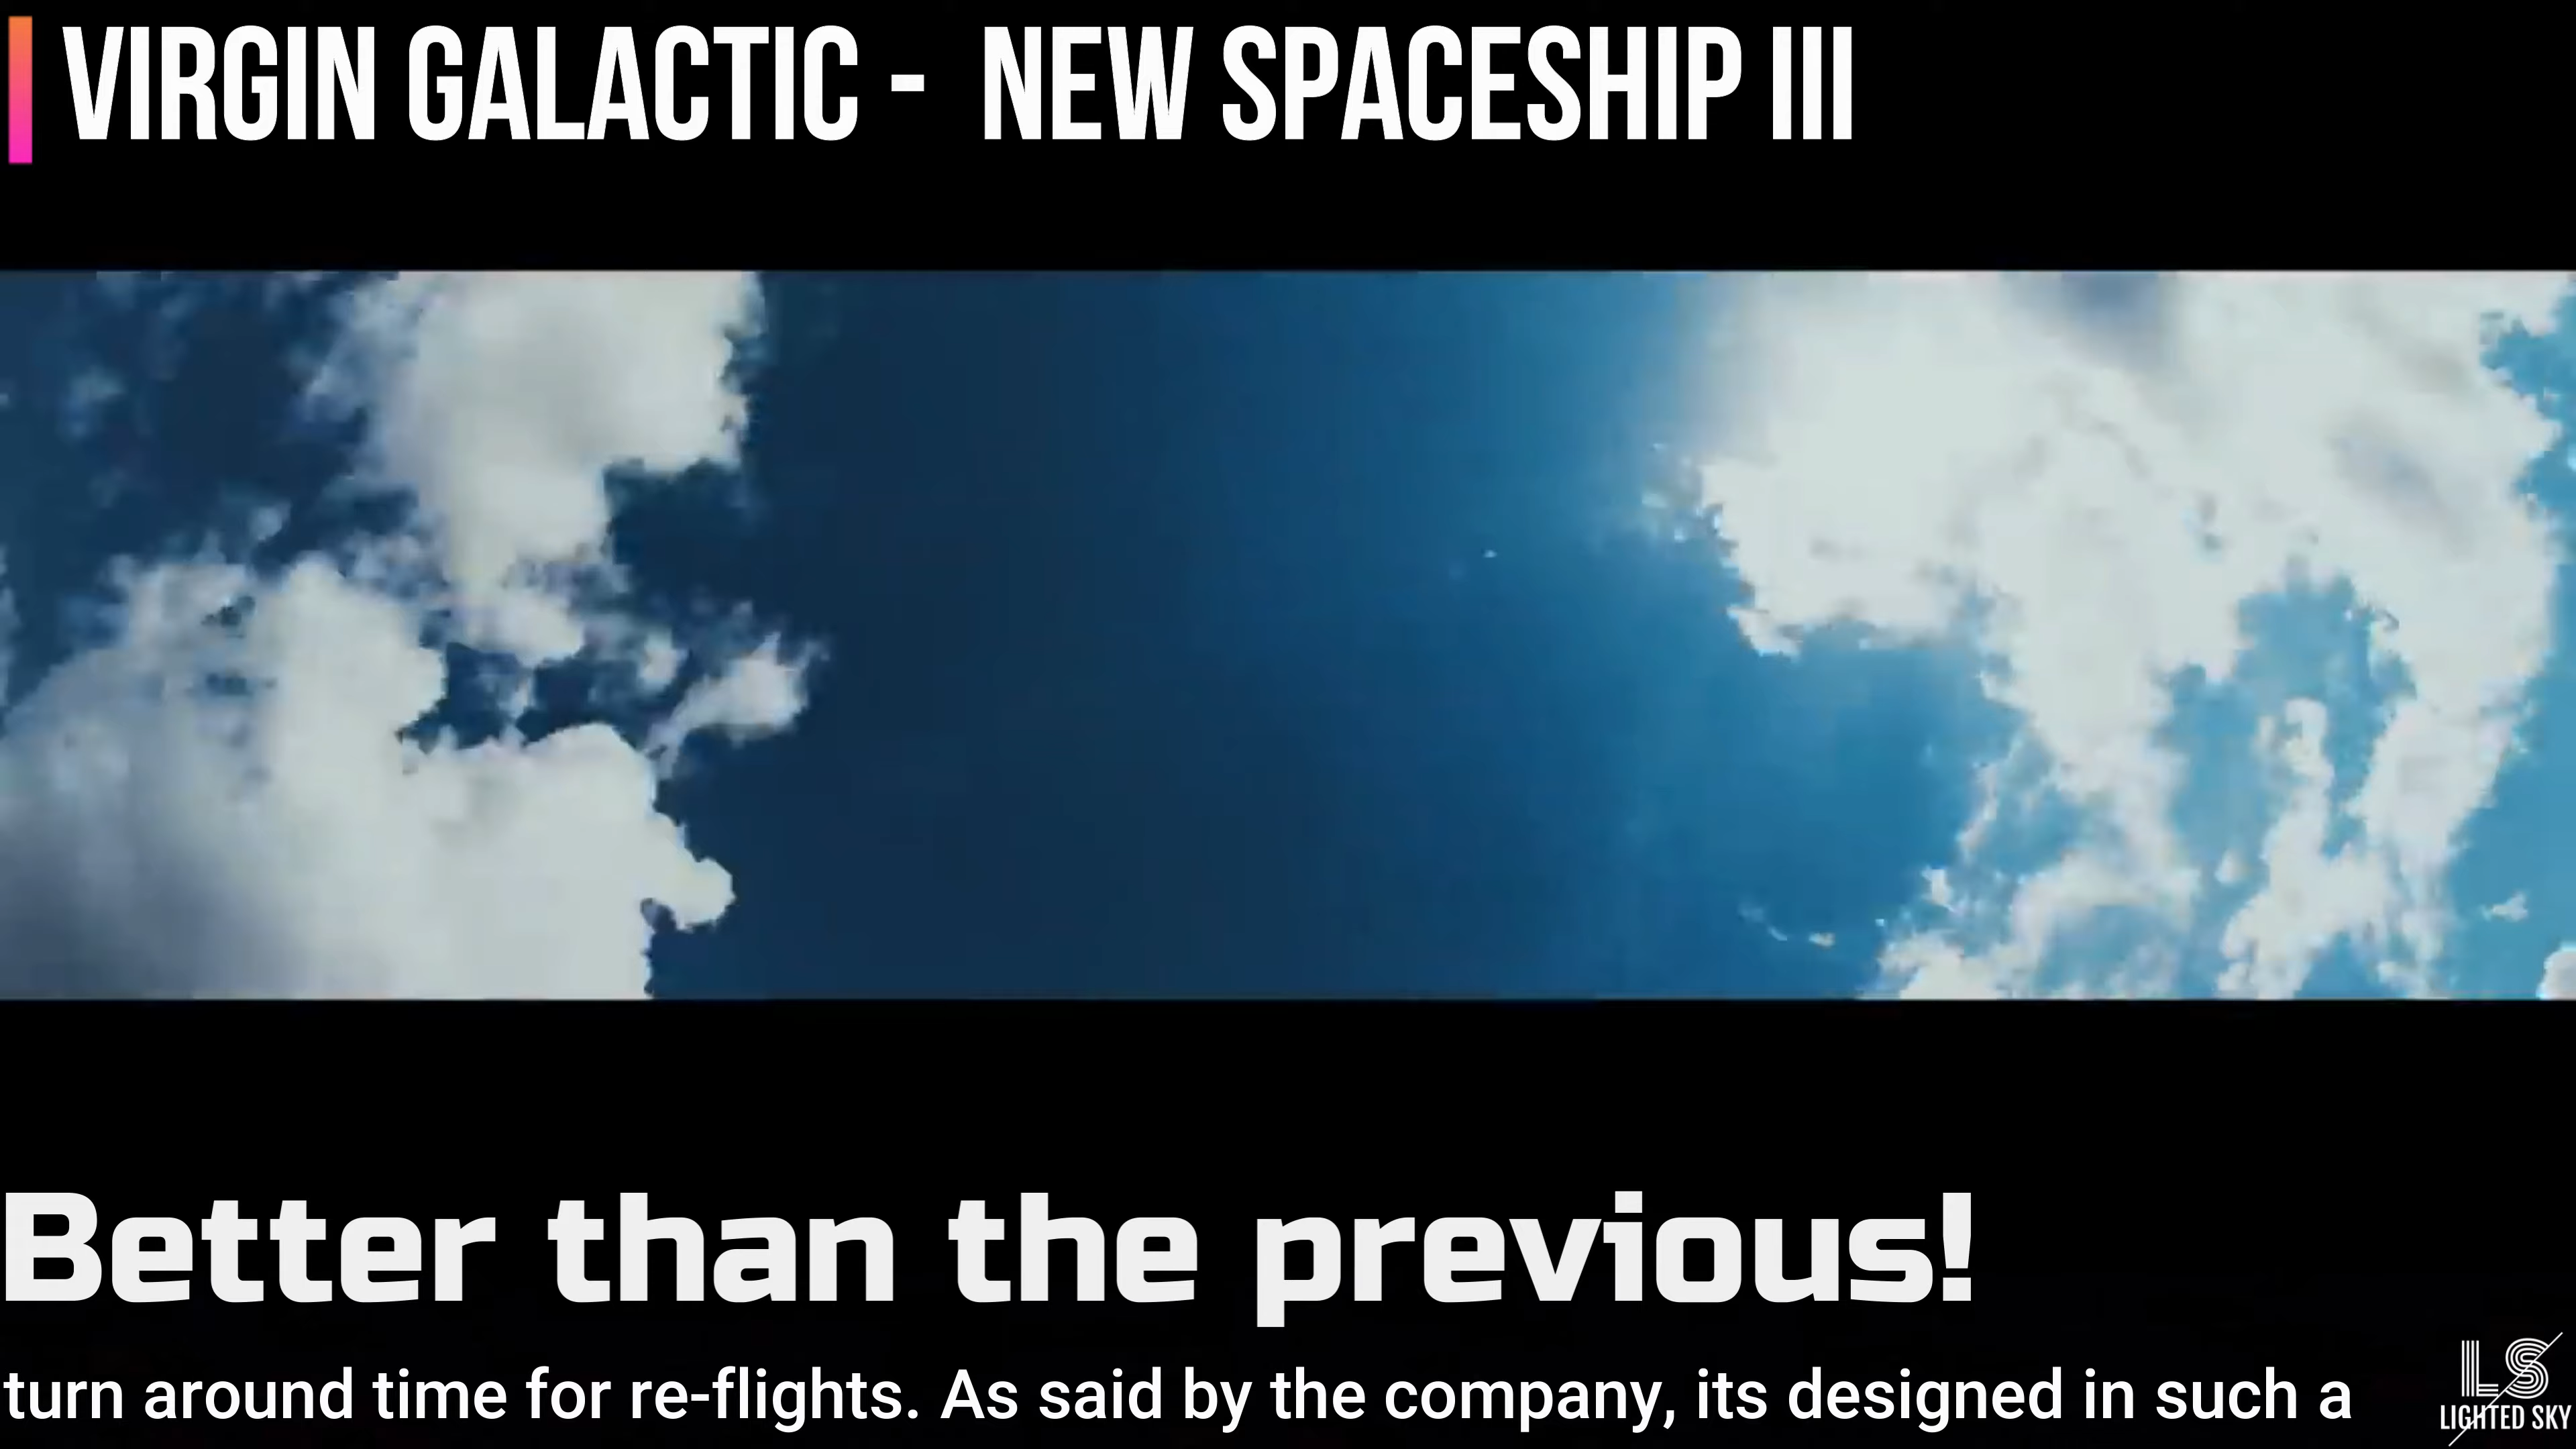 VIRGIN GALACTIC - NEW SPACESHIP III
Better than the previous!
turn around time for re-flights. As said by the company, its designed in such a
LS
LIGHTED SKY